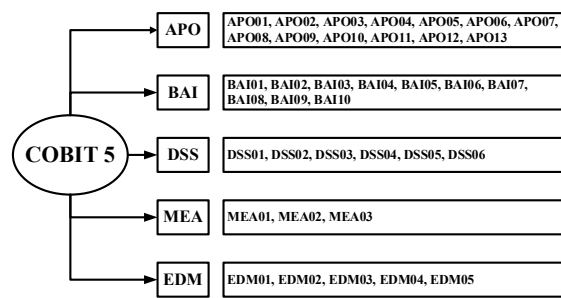 APO
APO01, APO02, APO03, APO04, APO05, APO06, APO07,
APO08, APO09, APO10, APO11, APO12, APO13
BAI
BAI01, BAI02, BAI03, BAI04, BAI05, BAI06, BAI07,
BAI08, BAI09, BAI10
COBIT 5
DSS
DSS01, DSS02, DSS03, DSS04, DSS05, DSS06
MEA
MEA01, MEA02, MEA03
EDM
EDM01, EDM02, EDM03, EDM04, EDM05